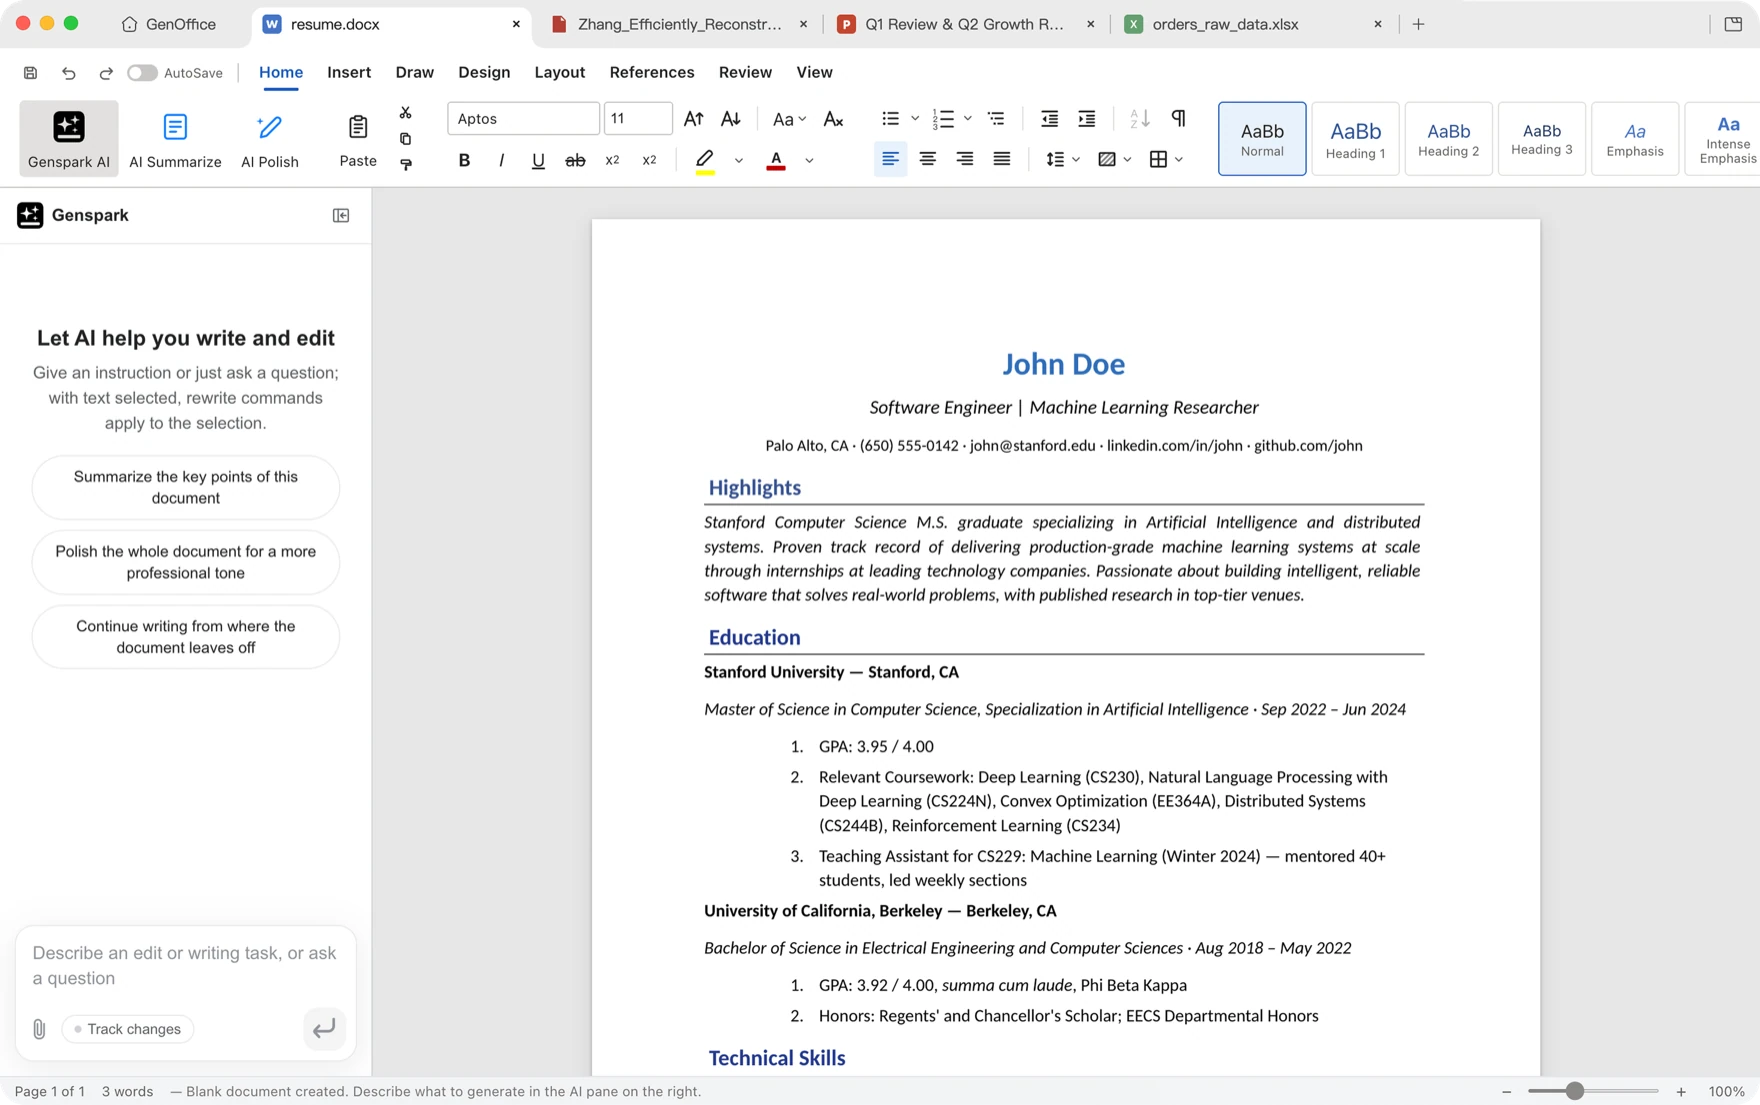 GenOffice
resume.docx
Zhang_Efficiently_Reconstr...
Q1 Review & Q2 Growth R...
orders_raw_data.xlsx
AutoSave
Home
Insert
Draw
Design
Layout
References
Review
View
Genspark AI
AI Summarize
AI Polish
Paste
Aptos
11
AaBb
Normal
AaBb
Heading 1
AaBb
Heading 2
AaBb
Heading 3
Aa
Emphasis
Aa
Intense
Emphasis
Genspark
Let AI help you write and edit
Give an instruction or just ask a question;
with text selected, rewrite commands
apply to the selection.
Summarize the key points of this
document
Polish the whole document for a more
professional tone
Continue writing from where the
document leaves off
Describe an edit or writing task, or ask
a question
Track changes
John Doe
Software Engineer | Machine Learning Researcher
Palo Alto, CA · (650) 555-0142 · john@stanford.edu · linkedin.com/in/john · github.com/john
Highlights
Stanford Computer Science M.S. graduate specializing in Artificial Intelligence and distributed
systems. Proven track record of delivering production-grade machine learning systems at scale
through internships at leading technology companies. Passionate about building intelligent, reliable
software that solves real-world problems, with published research in top-tier venues.
Education
Stanford University — Stanford, CA
Master of Science in Computer Science, Specialization in Artificial Intelligence · Sep 2022 – Jun 2024
1. GPA: 3.95 / 4.00
2. Relevant Coursework: Deep Learning (CS230), Natural Language Processing with
Deep Learning (CS224N), Convex Optimization (EE364A), Distributed Systems
(CS244B), Reinforcement Learning (CS234)
3. Teaching Assistant for CS229: Machine Learning (Winter 2024) — mentored 40+
students, led weekly sections
University of California, Berkeley — Berkeley, CA
Bachelor of Science in Electrical Engineering and Computer Sciences · Aug 2018 – May 2022
1. GPA: 3.92 / 4.00, summa cum laude, Phi Beta Kappa
2. Honors: Regents' and Chancellor's Scholar; EECS Departmental Honors
Technical Skills
Page 1 of 1
3 words
— Blank document created. Describe what to generate in the AI pane on the right.
100%